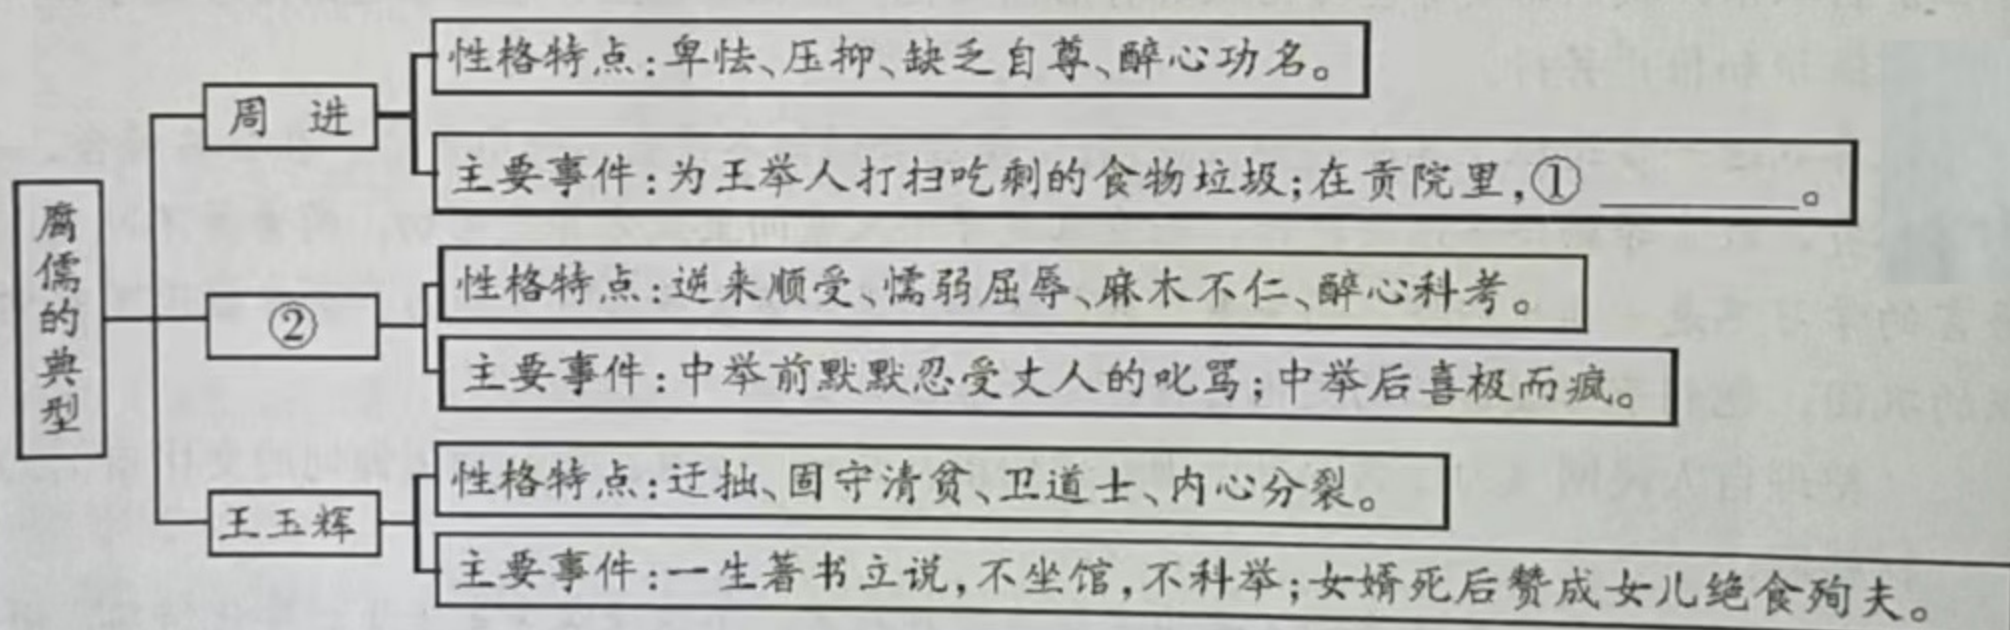 腐儒的典型
周进
性格特点:卑怯、压抑、缺乏自尊、醉心功名。
主要事件:为王举人打扫吃剩的食物垃圾;在贡院里,①________。
②
性格特点:逆来顺受、懦弱屈辱、麻木不仁、醉心科考。
主要事件:中举前默默忍受丈人的叱骂;中举后喜极而疯。
王玉辉
性格特点:迂拙、固守清贫、卫道士、内心分裂。
主要事件:一生著书立说,不坐馆,不科举;女婿死后赞成女儿绝食殉夫。